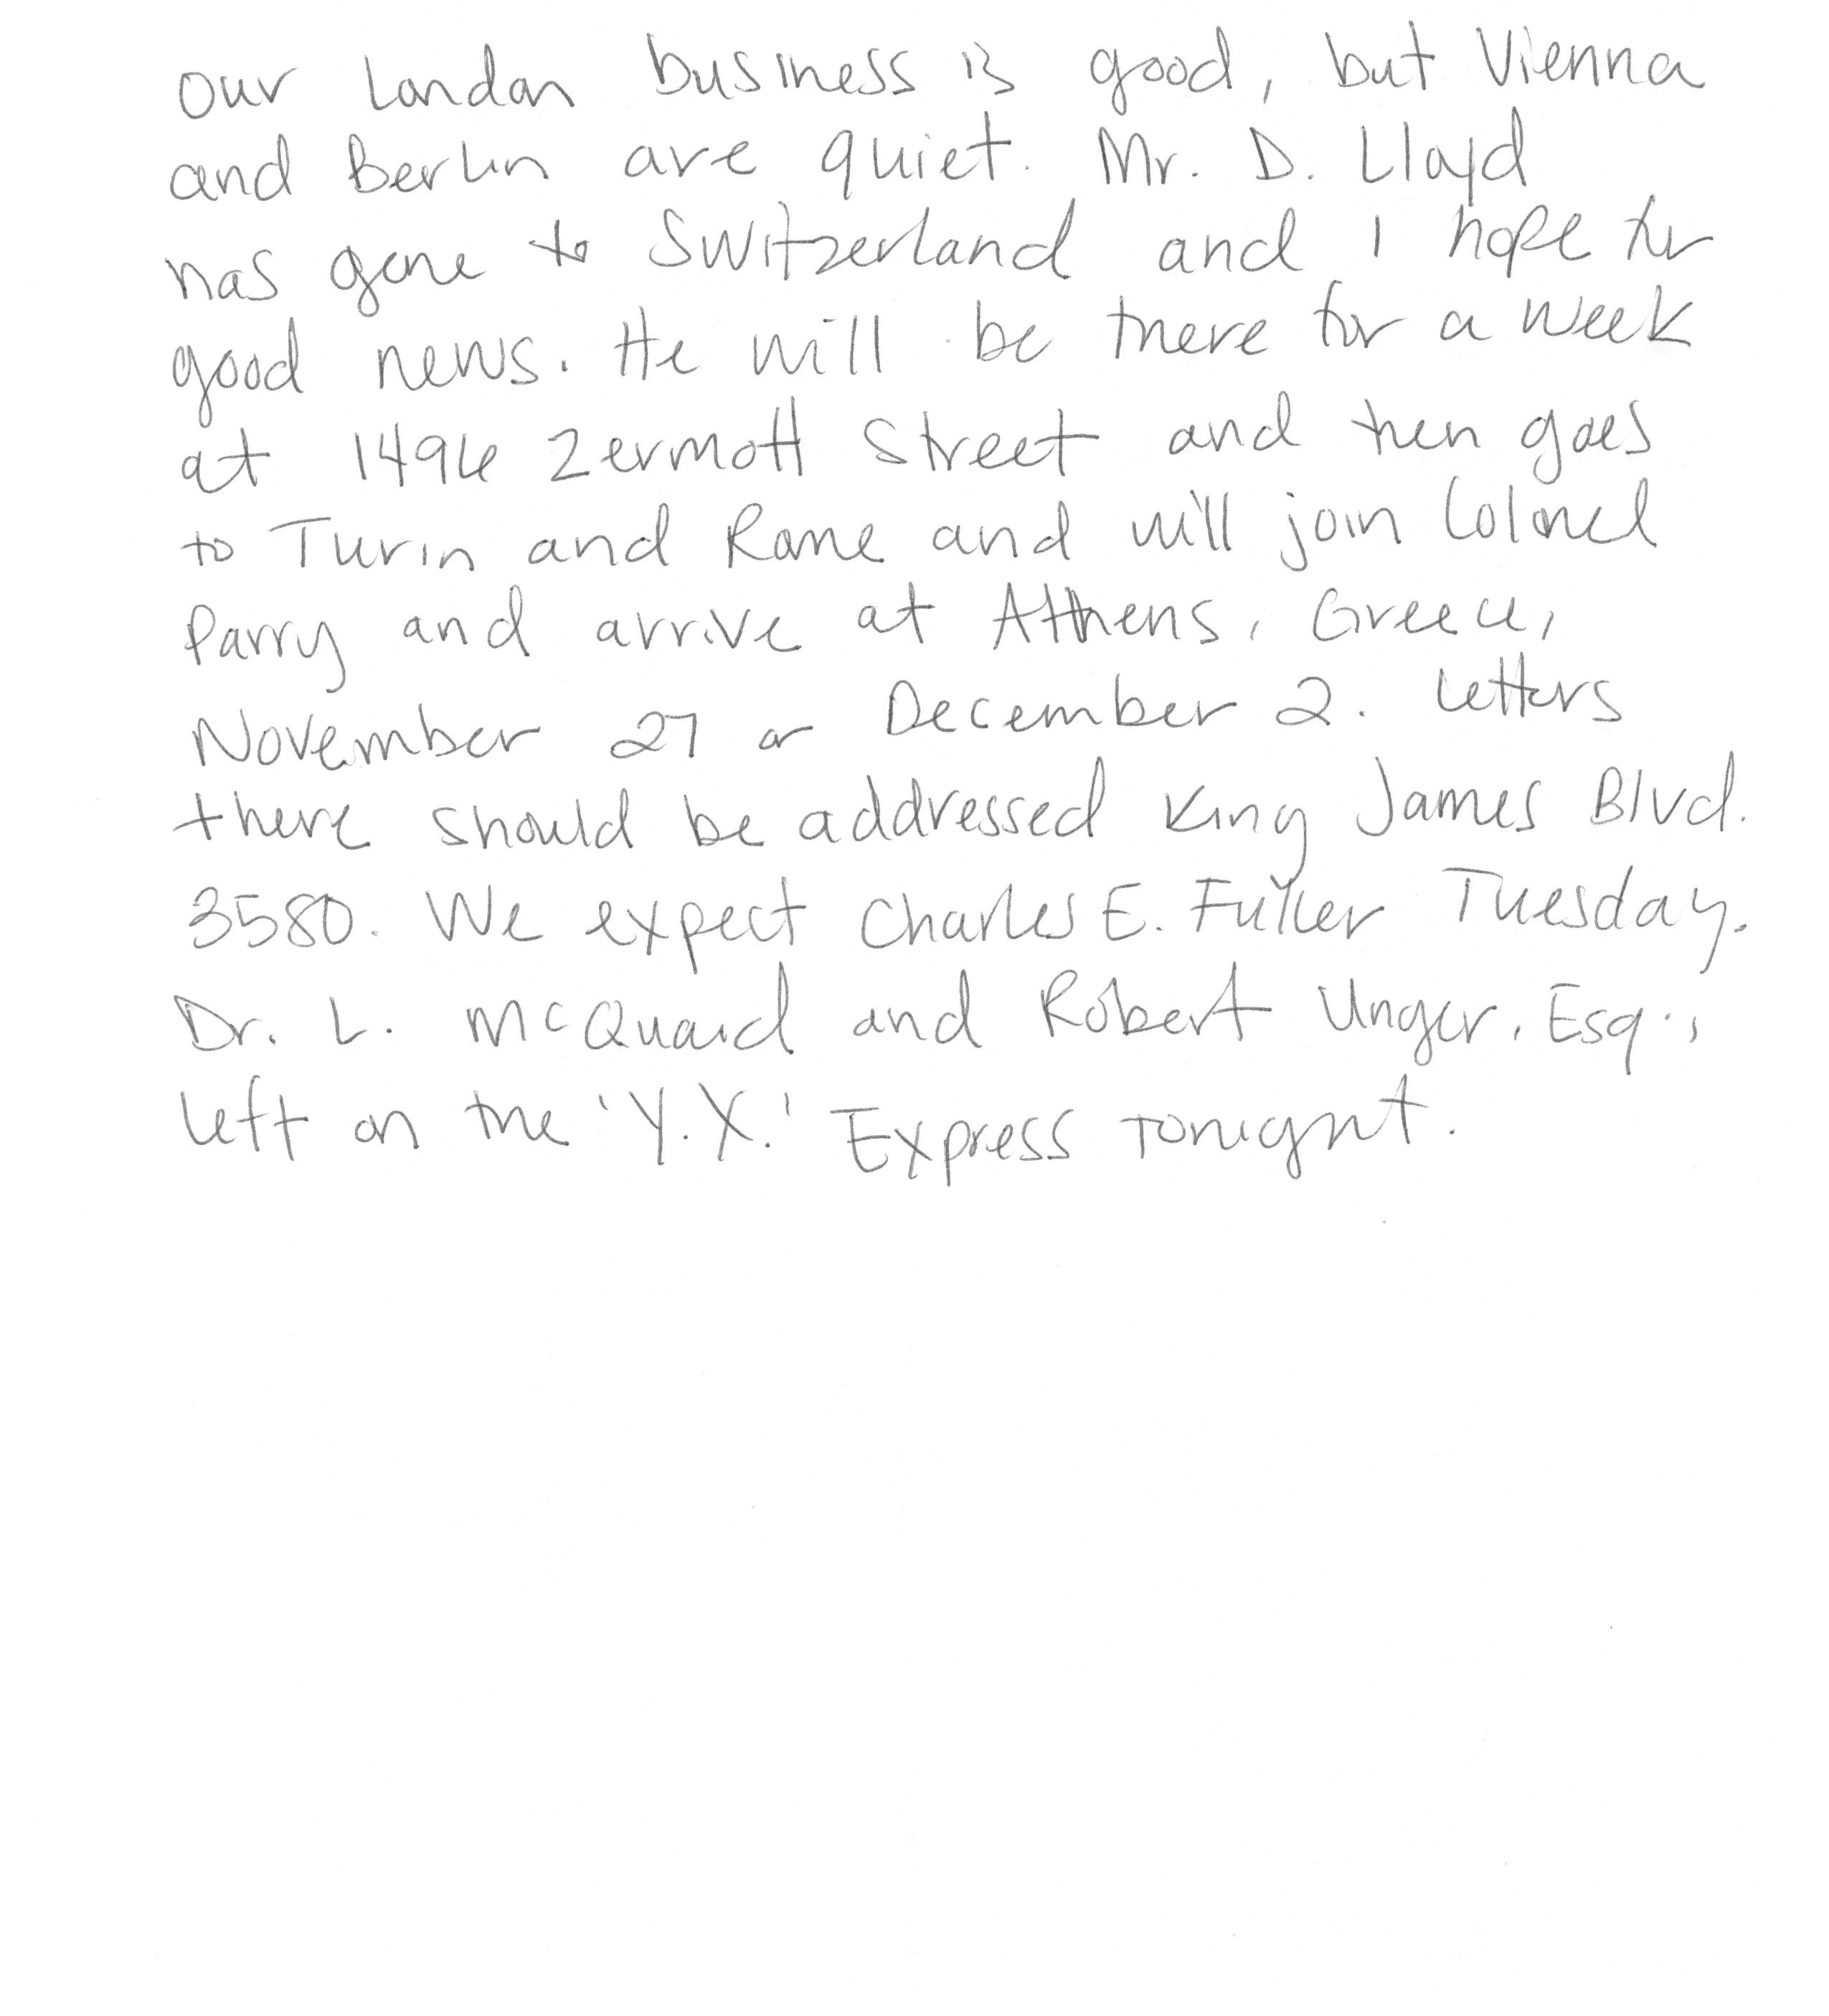 Our London business is good, but Vienna
and Berlin are quiet. Mr. D. Lloyd
has gone to Switzerland and I hope for
good news. He will be there for a week
at 1496 Zermott Street and then goes
to Turin and Rome and will join Colonel
Parry and arrive at Athens, Greece,
November 27 or December 2. Letters
there should be addressed King James Blvd.
3580. We expect Charles E. Fuller Tuesday.
Dr. L. McQuaid and Robert Unger, Esq.,
left on the 'Y.X.' Express tonight.